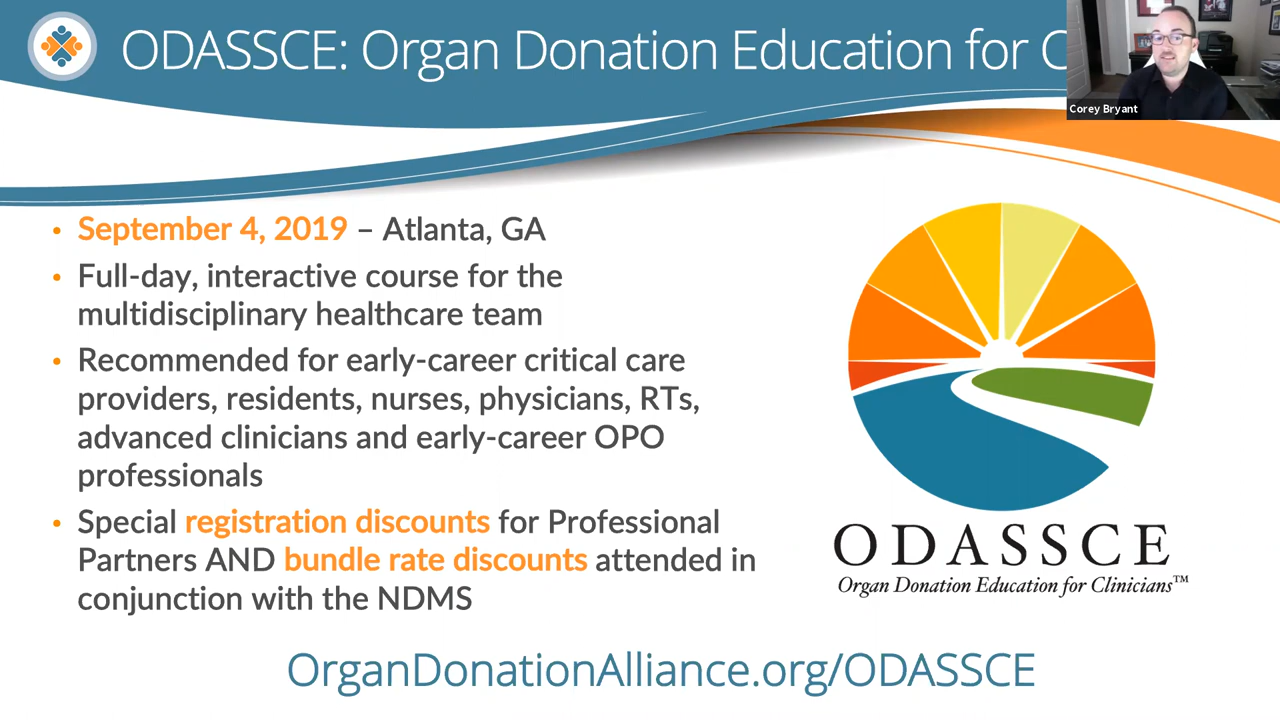 ODASSCE: Organ Donation Education for C
Corey Bryant
• September 4, 2019 – Atlanta, GA
• Full-day, interactive course for the
multidisciplinary healthcare team
• Recommended for early-career critical care
providers, residents, nurses, physicians, RTs,
advanced clinicians and early-career OPO
professionals
• Special registration discounts for Professional
Partners AND bundle rate discounts attended in
conjunction with the NDMS
ODASSCE
Organ Donation Education for Clinicians™
OrganDonationAlliance.org/ODASSCE